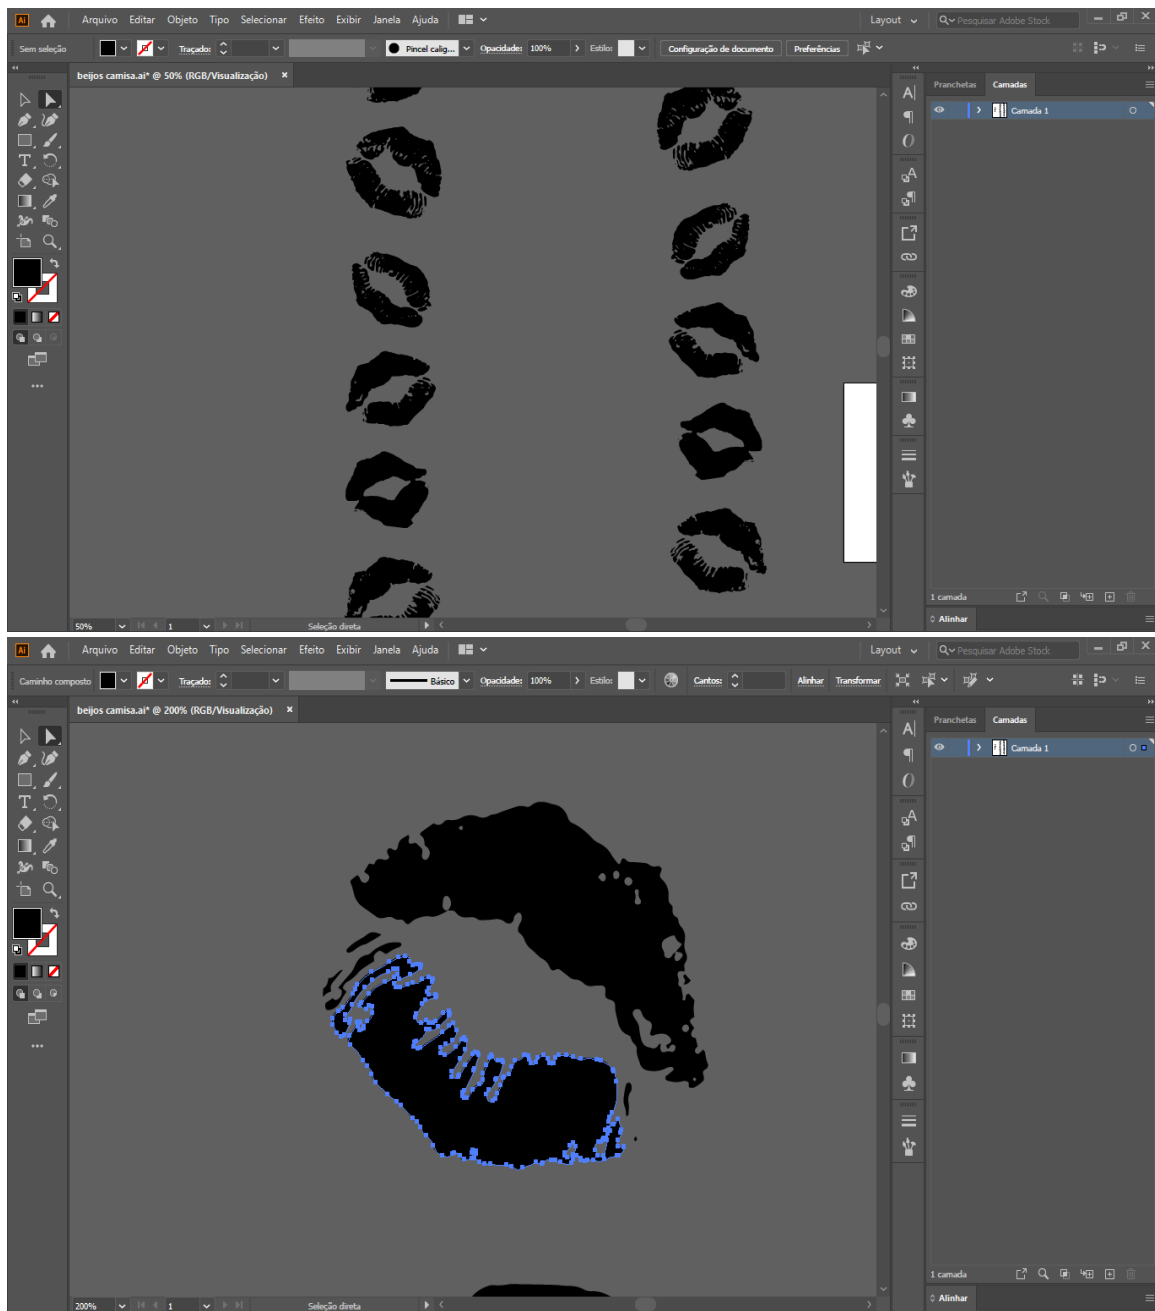 Ai Arquivo Editar Objeto Tipo Selecionar Efeito Exibir Janela Ajuda Layout Pesquisar Adobe Stock
Sem seleção Traçado: Pincel calig... Opacidade: 100% Estilo: Configuração de documento Preferências
beijos camisa.ai* @ 50% (RGB/Visualização) ×
Pranchetas Camadas
Camada 1
1 camada
Alinhar
50% 1 Seleção direta
Ai Arquivo Editar Objeto Tipo Selecionar Efeito Exibir Janela Ajuda Layout Pesquisar Adobe Stock
Caminho composto Traçado: Básico Opacidade: 100% Estilo: Cantos: Alinhar Transformar
beijos camisa.ai* @ 200% (RGB/Visualização) ×
Pranchetas Camadas
Camada 1
1 camada
Alinhar
200% 1 Seleção direta